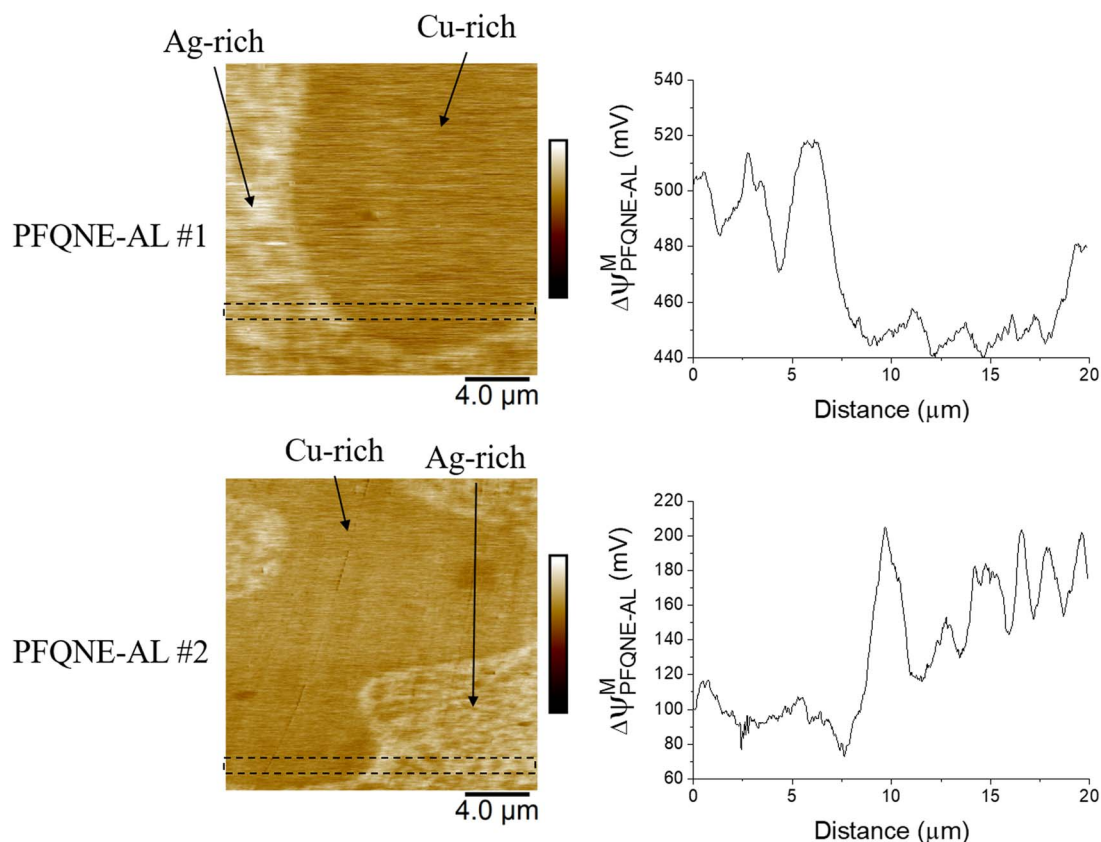 Ag-rich
Cu-rich
PFQNE-AL #1
4.0 μm
ΔΨ^M_PFQNE-AL (mV)
540
520
500
480
460
440
0 5 10 15 20
Distance (μm)
Cu-rich
Ag-rich
PFQNE-AL #2
4.0 μm
ΔΨ^M_PFQNE-AL (mV)
220
200
180
160
140
120
100
80
60
0 5 10 15 20
Distance (μm)